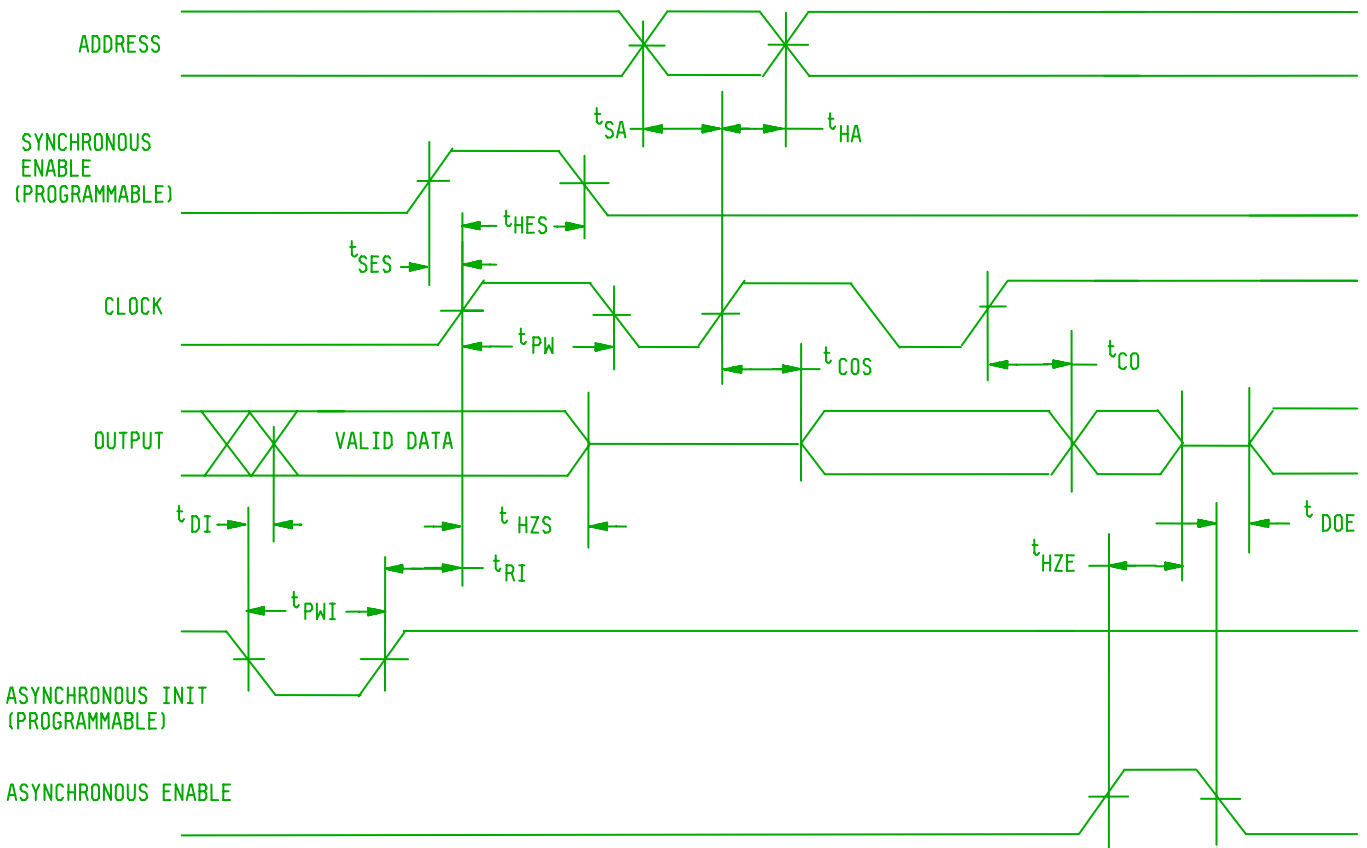 ADDRESS
tSA
tHA
SYNCHRONOUS
ENABLE
(PROGRAMMABLE)
tHES
tSES
CLOCK
tPW
tCOS
tCO
OUTPUT
VALID DATA
tDI
tHZS
tDOE
tRI
tHZE
tPWI
ASYNCHRONOUS INIT
(PROGRAMMABLE)
ASYNCHRONOUS ENABLE